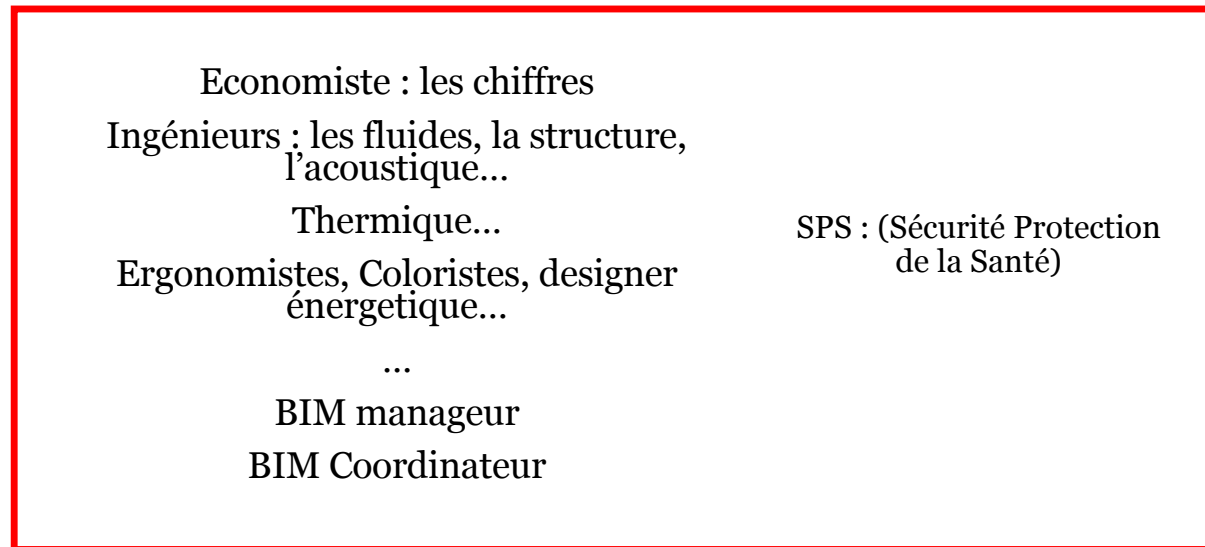 Economiste : les chiffres
Ingénieurs : les fluides, la structure,
l’acoustique…
Thermique…
Ergonomistes, Coloristes, designer
énergetique…
…
BIM manageur
BIM Coordinateur
SPS : (Sécurité Protection
de la Santé)